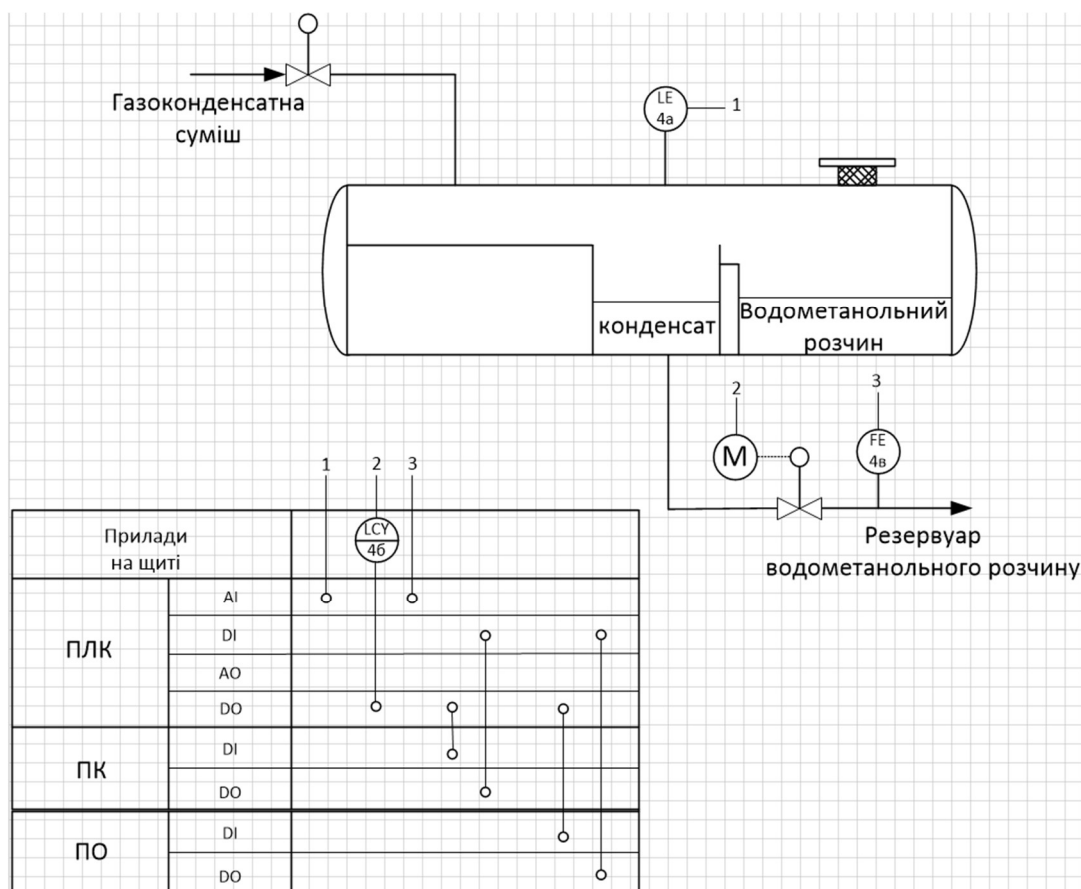 Газоконденсатна
суміш
LE
4а
1
конденсат
Водометанольний
розчин
2
3
M
FE
4в
Резервуар
водометанольного розчину
1
2
3
Прилади
на щиті
LCY
4б
ПЛК
AI
DI
AO
DO
ПК
DI
DO
ПО
DI
DO